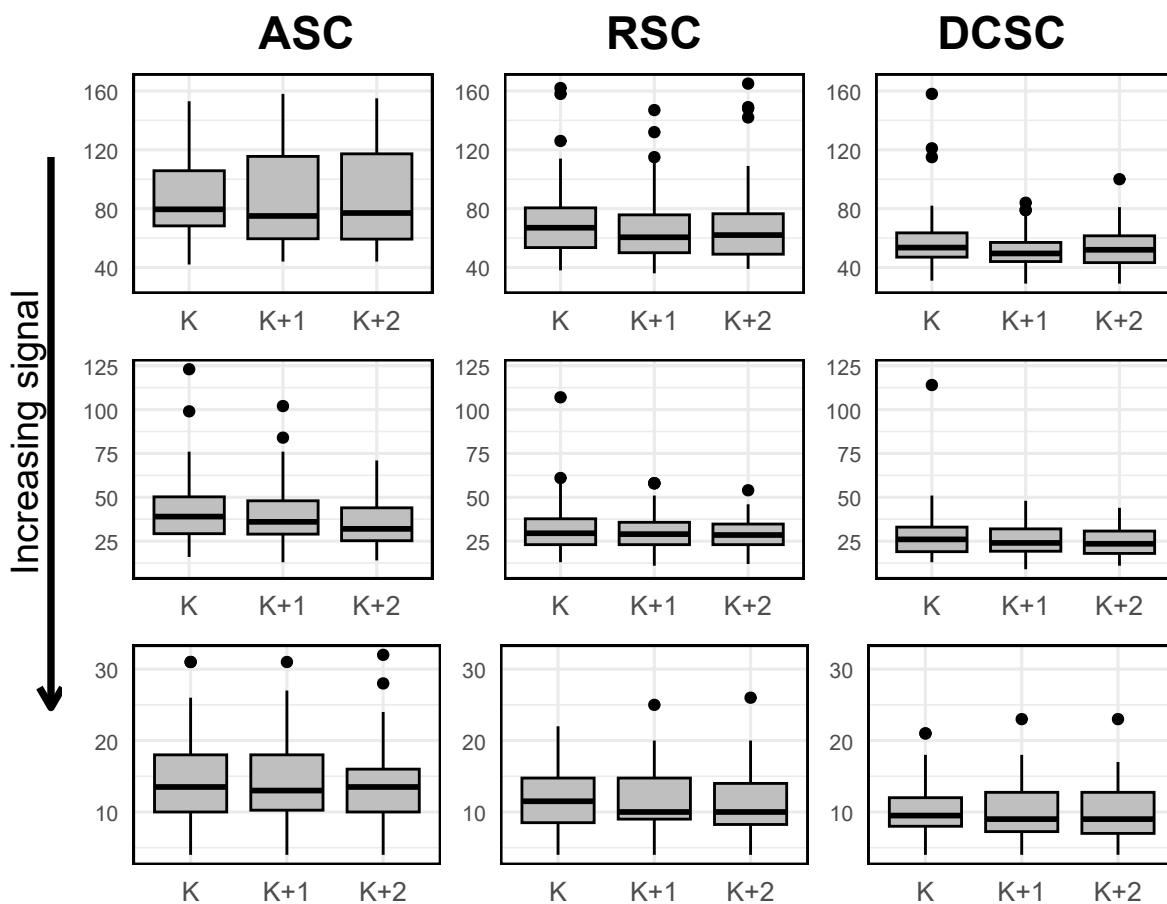 ASC RSC DCSC
160 160 160
120 120 120
80 80 80
40 40 40
K K+1 K+2 K K+1 K+2 K K+1 K+2
Increasing signal
125 125 125
100 100 100
75 75 75
50 50 50
25 25 25
K K+1 K+2 K K+1 K+2 K K+1 K+2
30 30 30
20 20 20
10 10 10
K K+1 K+2 K K+1 K+2 K K+1 K+2